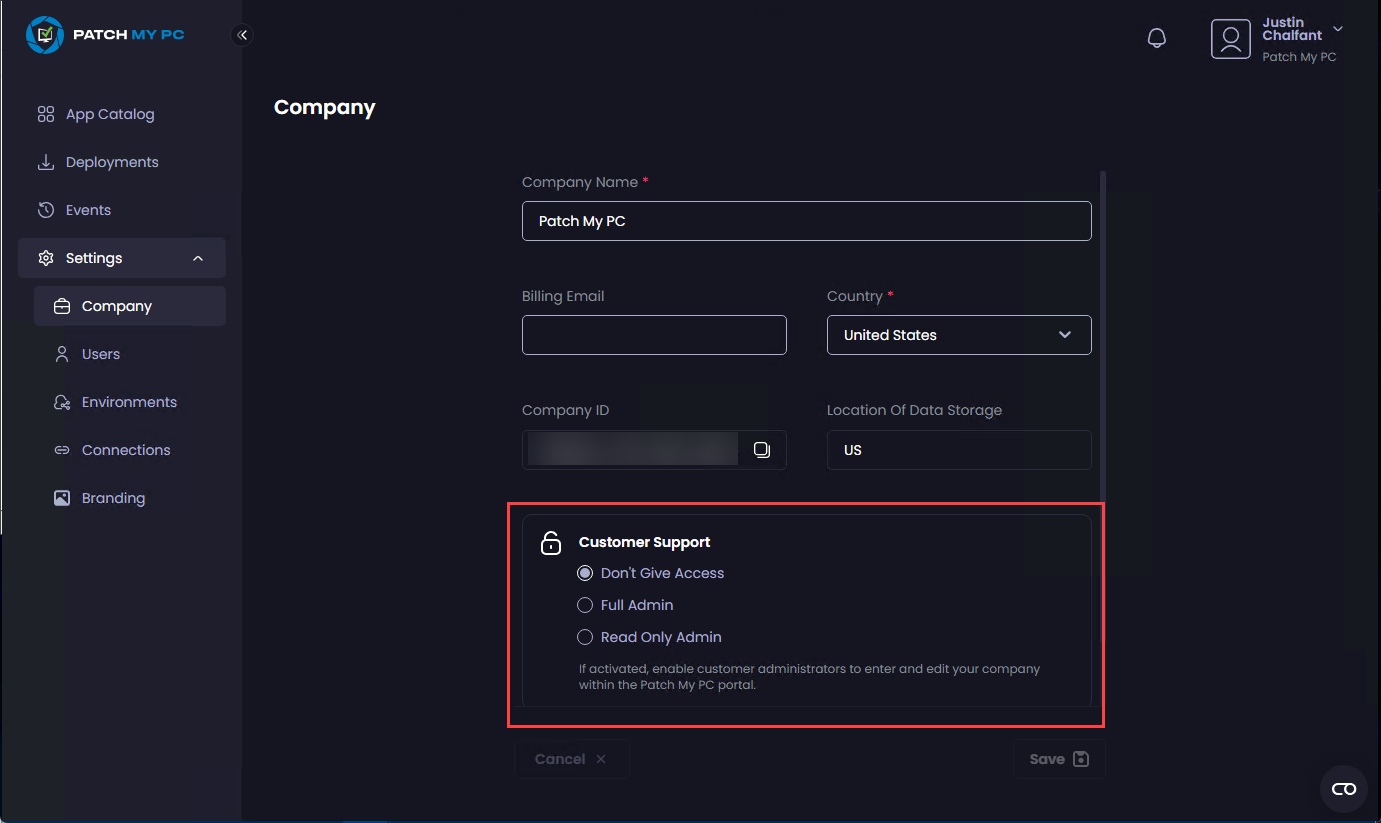 PATCH MY PC
Justin
Chalfant
Patch My PC
App Catalog
Deployments
Events
Settings
Company
Users
Environments
Connections
Branding
Company
Company Name *
Patch My PC
Billing Email
Country *
United States
Company ID
Location Of Data Storage
US
Customer Support
Don't Give Access
Full Admin
Read Only Admin
If activated, enable customer administrators to enter and edit your company
within the Patch My PC portal.
Cancel
Save